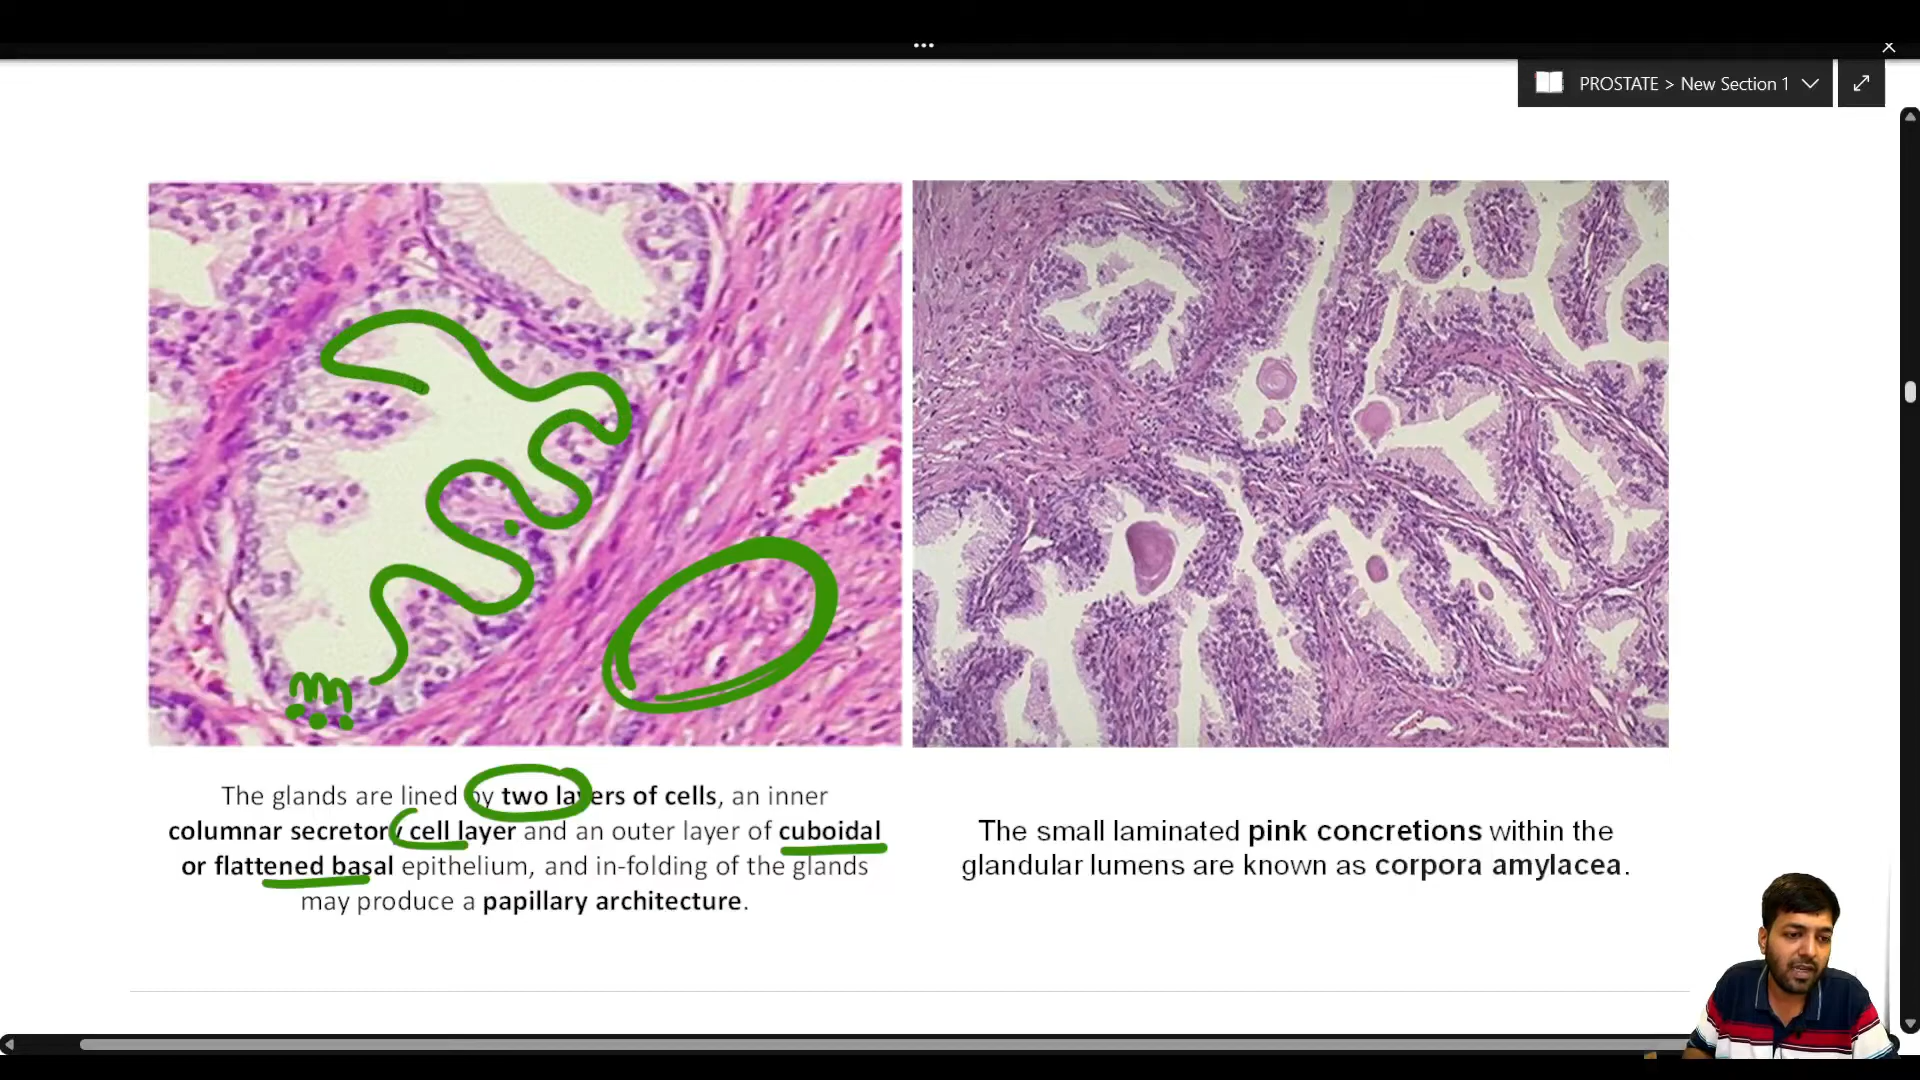 PROSTATE > New Section 1
The glands are lined by two layers of cells, an inner
columnar secretory cell layer and an outer layer of cuboidal
or flattened basal epithelium, and in-folding of the glands
may produce a papillary architecture.
The small laminated pink concretions within the
glandular lumens are known as corpora amylacea.